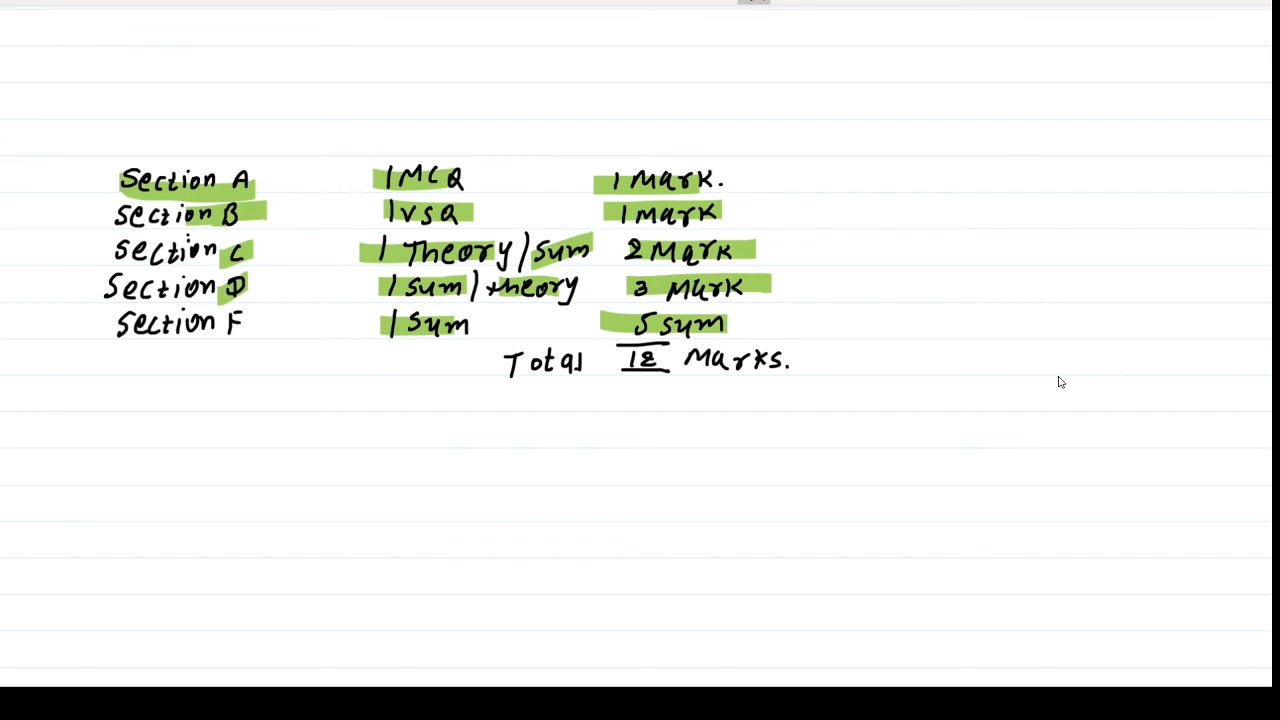 Section A 1 MCQ 1 Mark.
Section B 1 VSQ 1 Mark
Section C 1 Theory/Sum 2 Mark
Section D 1 Sum/theory 3 Mark
Section F 1 Sum 5 Sum
Total 12 Marks.